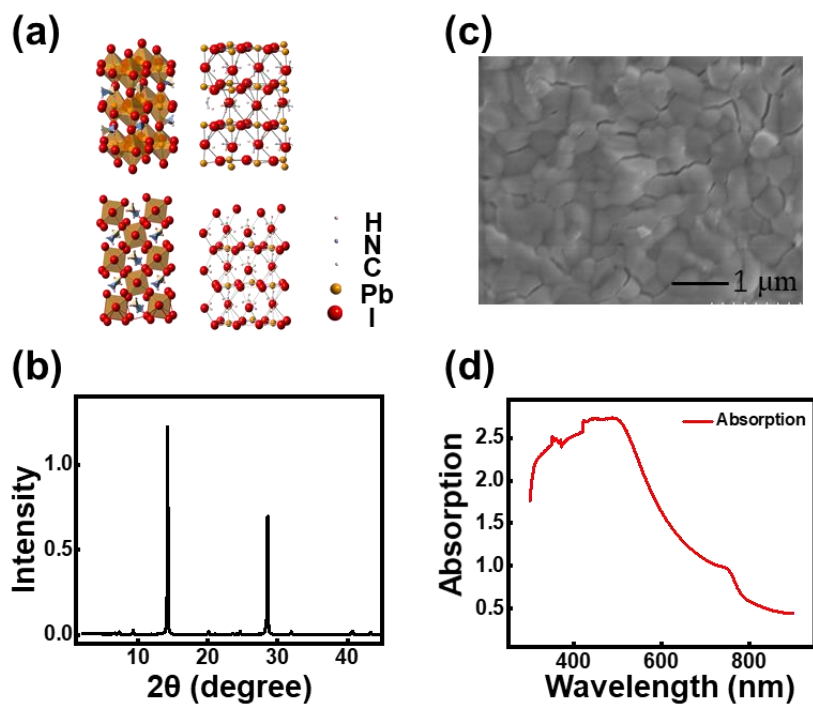 (a)
H
N
C
Pb
I
(b)
Intensity
1.0
0.5
0.0
10
20
30
40
2θ (degree)
(c)
1 μm
(d)
Absorption
Absorption
2.5
2.0
1.5
1.0
0.5
400
600
800
Wavelength (nm)